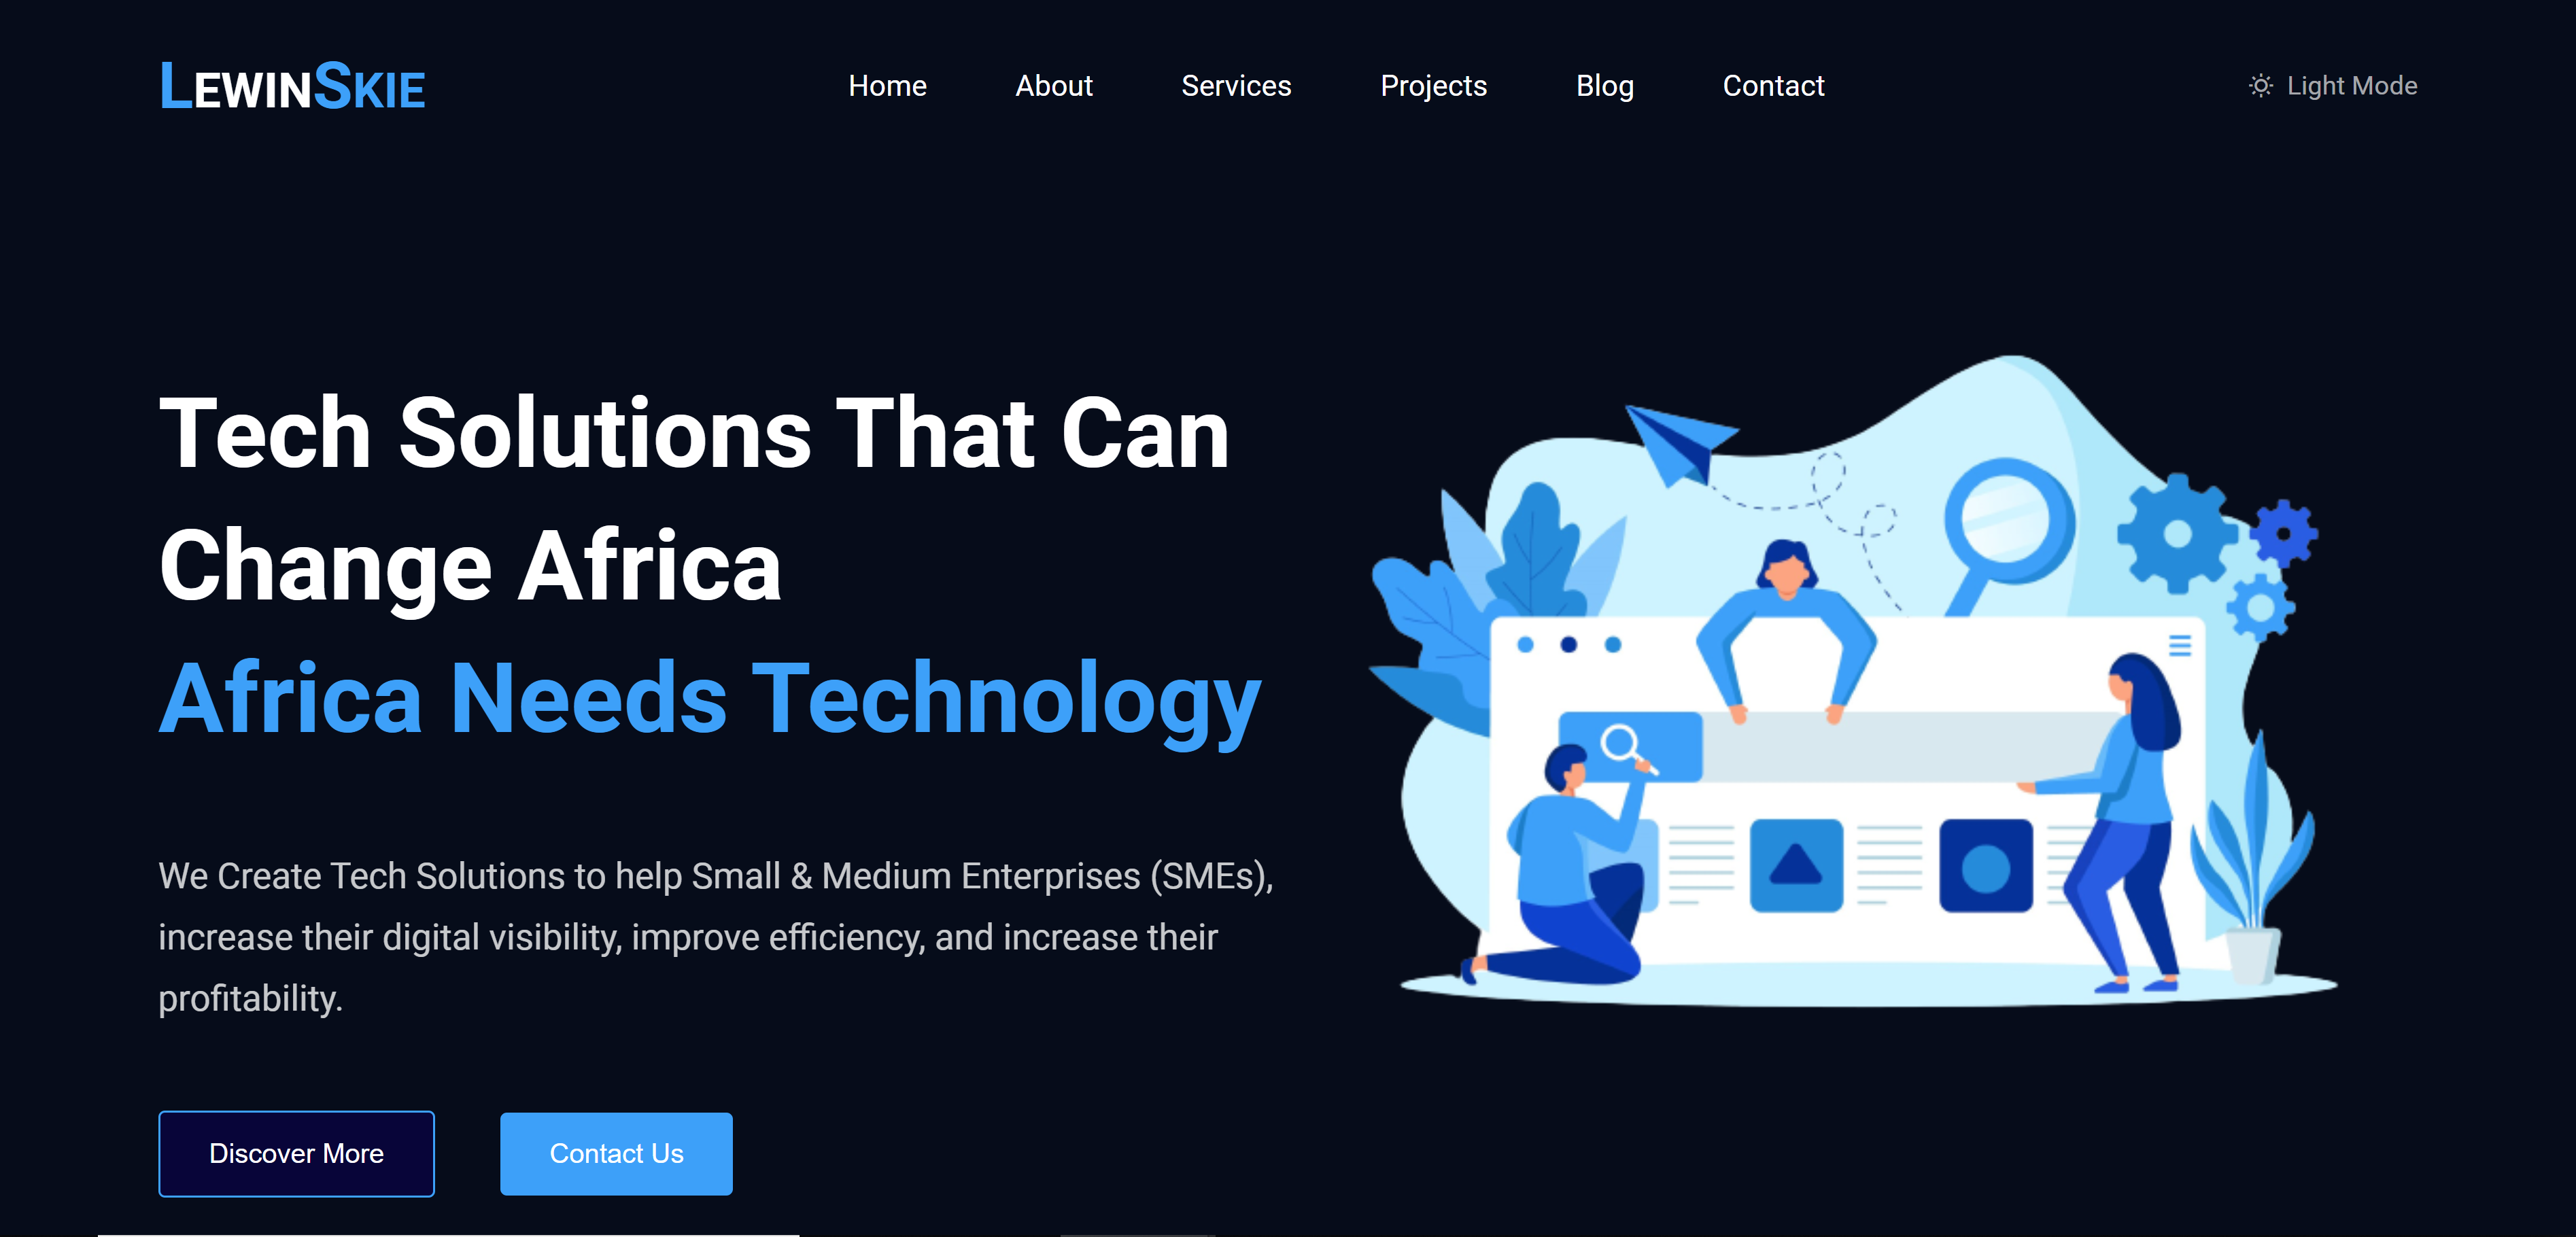 LEWINSKIE
Home About Services Projects Blog Contact
Light Mode
Tech Solutions That Can
Change Africa
Africa Needs Technology
We Create Tech Solutions to help Small & Medium Enterprises (SMEs),
increase their digital visibility, improve efficiency, and increase their
profitability.
Discover More
Contact Us